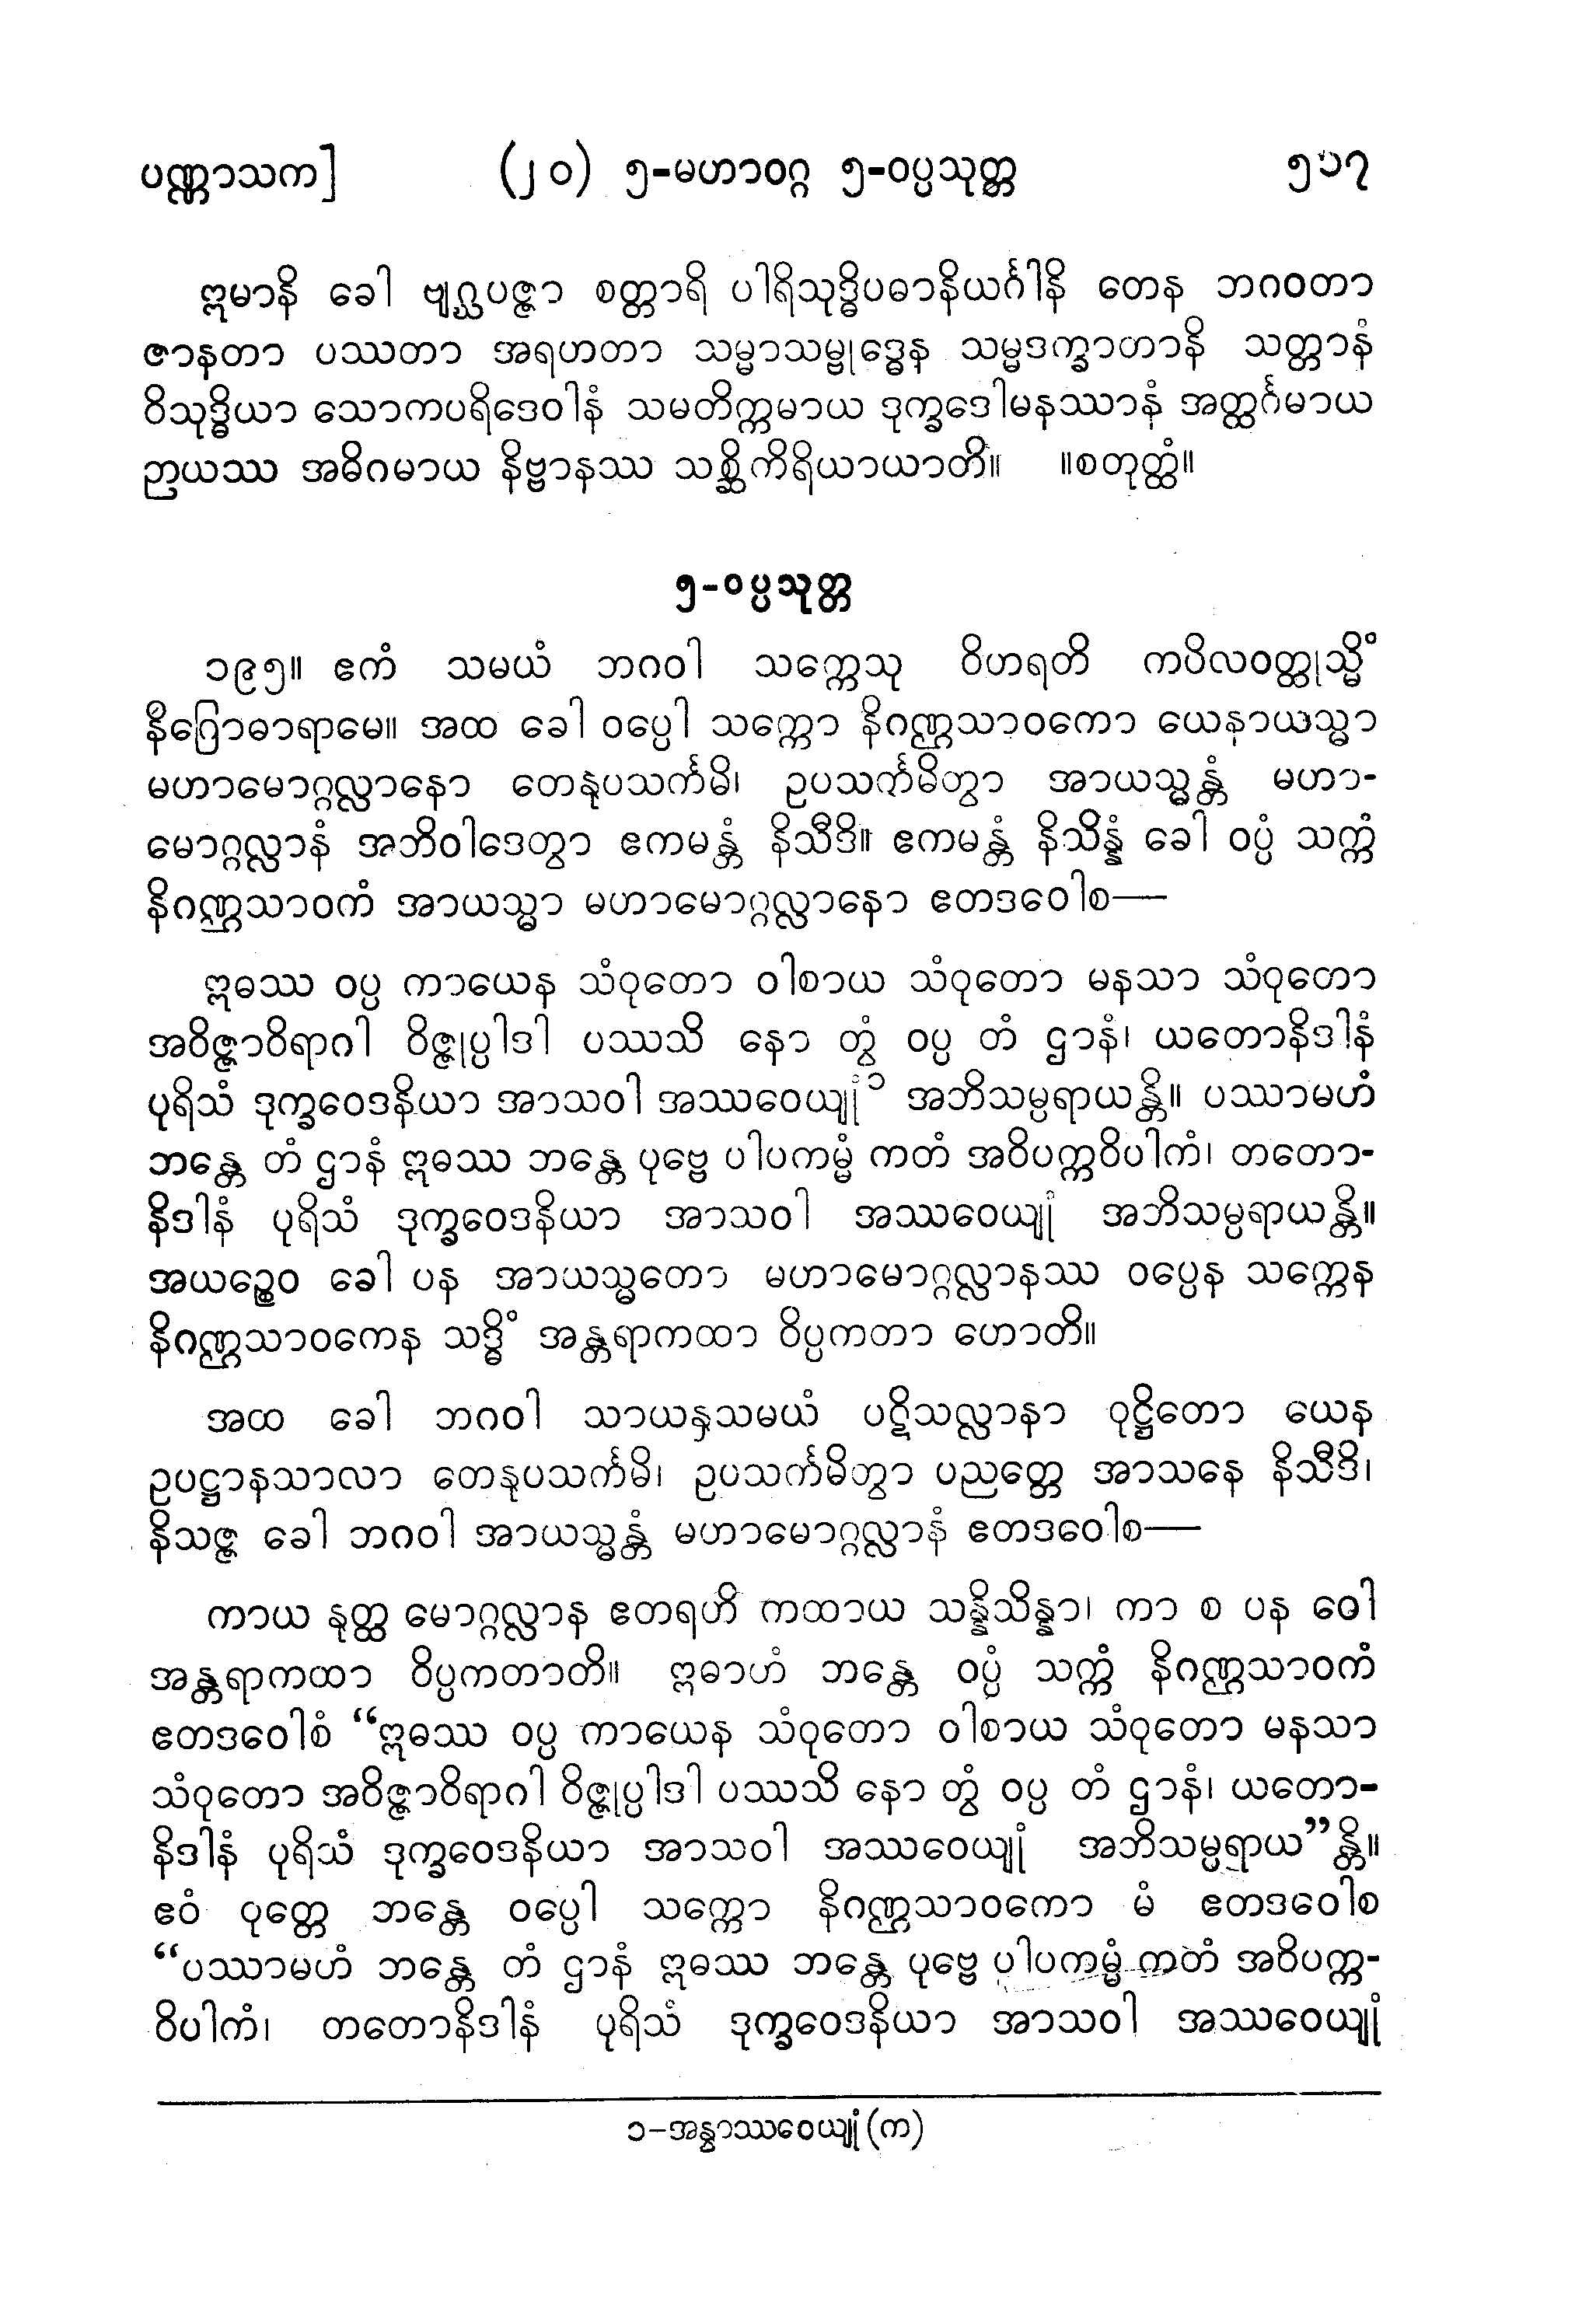 ပဏ္ဏာသက] (၂၀) ၅-မဟာဝဂ္ဂ ၅-ဝပ္ပသုတ္တ ၅၁၇
ဣမာနိ ခေါ ဗျဂ္ဃပဇ္ဇာ စတ္တာရိ ပါရိသုဒ္ဓိပဓာနိယင်္ဂါနိ တေန ဘဂဝတာ
ဇာနတာ ပဿတာ အရဟတာ သမ္မာသမ္ဗုဒ္ဓေန သမ္မဒက္ခာတာနိ သတ္တာနံ
ဝိသုဒ္ဓိယာ သောကပရိဒေဝါနံ သမတိက္ကမာယ ဒုက္ခဒေါမနဿာနံ အတ္ထင်္ဂမာယ
ဉာယဿ အဓိဂမာယ နိဗ္ဗာနဿ သစ္ဆိကိရိယာယာတိ။ ။စတုတ္ထံ။
၅-ဝပ္ပသုတ္တ
၁၉၅။ ဧကံ သမယံ ဘဂဝါ သက္ကေသု ဝိဟရတိ ကပိလဝတ္ထုသ္မိံ
နိဂြောဓာရာမေ။ အထ ခေါ ဝပ္ပေါ သက္ကော နိဂဏ္ဌသာဝကော ယေနာယသ္မာ
မဟာမောဂ္ဂလ္လာနော တေနုပသင်္ကမိ၊ ဥပသင်္ကမိတွာ အာယသ္မန္တံ မဟာ-
မောဂ္ဂလ္လာနံ အဘိဝါဒေတွာ ဧကမန္တံ နိသီဒိ။ ဧကမန္တံ နိသိန္နံ ခေါ ဝပ္ပံ သက္ကံ
နိဂဏ္ဌသာဝကံ အာယသ္မာ မဟာမောဂ္ဂလ္လာနော ဧတဒဝေါစ—
ဣဓဿ ဝပ္ပ ကာယေန သံဝုတော ဝါစာယ သံဝုတော မနသာ သံဝုတော
အဝိဇ္ဇာဝိရာဂါ ဝိဇ္ဇုပ္ပါဒါ ပဿသိ နော တွံ ဝပ္ပ တံ ဌာနံ၊ ယတောနိဒါနံ
ပုရိသံ ဒုက္ခဝေဒနိယာ အာသဝါ အဿဝေယျုံ ၁ အဘိသမ္ပရာယန္တိ။ ပဿာမဟံ
ဘန္တေ တံ ဌာနံ ဣဓဿ ဘန္တေ ပုဗ္ဗေ ပါပကမ္မံ ကတံ အဝိပက္ကဝိပါကံ၊ တတော-
နိဒါနံ ပုရိသံ ဒုက္ခဝေဒနိယာ အာသဝါ အဿဝေယျုံ အဘိသမ္ပရာယန္တိ။
အယဉ္စေဝ ခေါ ပန အာယသ္မတော မဟာမောဂ္ဂလ္လာနဿ ဝပ္ပေန သက္ကေန
နိဂဏ္ဌသာဝကေန သဒ္ဓိံ အန္တရာကထာ ဝိပ္ပကတာ ဟောတိ။
အထ ခေါ ဘဂဝါ သာယနှသမယံ ပဋိသလ္လာနာ ဝုဋ္ဌိတော ယေန
ဥပဋ္ဌာနသာလာ တေနုပသင်္ကမိ၊ ဥပသင်္ကမိတွာ ပညတ္တေ အာသနေ နိသီဒိ၊
နိသဇ္ဇ ခေါ ဘဂဝါ အာယသ္မန္တံ မဟာမောဂ္ဂလ္လာနံ ဧတဒဝေါစ—
ကာယ နုတ္ထ မောဂ္ဂလ္လာန ဧတရဟိ ကထာယ သန္နိသိန္နာ၊ ကာ စ ပန ဝေါ
အန္တရာကထာ ဝိပ္ပကတာတိ။ ဣဓာဟံ ဘန္တေ ဝပ္ပံ သက္ကံ နိဂဏ္ဌသာဝကံ
ဧတဒဝေါစံ “ဣဓဿ ဝပ္ပ ကာယေန သံဝုတော ဝါစာယ သံဝုတော မနသာ
သံဝုတော အဝိဇ္ဇာဝိရာဂါ ဝိဇ္ဇုပ္ပါဒါ ပဿသိ နော တွံ ဝပ္ပ တံ ဌာနံ၊ ယတော-
နိဒါနံ ပုရိသံ ဒုက္ခဝေဒနိယာ အာသဝါ အဿဝေယျုံ အဘိသမ္ပရာယ”န္တိ။
ဧဝံ ဝုတ္တေ ဘန္တေ ဝပ္ပေါ သက္ကော နိဂဏ္ဌသာဝကော မံ ဧတဒဝေါစ
“ပဿာမဟံ ဘန္တေ တံ ဌာနံ ဣဓဿ ဘန္တေ ပုဗ္ဗေ ပါပကမ္မံ ကတံ အဝိပက္က-
ဝိပါကံ၊ တတောနိဒါနံ ပုရိသံ ဒုက္ခဝေဒနိယာ အာသဝါ အဿဝေယျုံ
၁-အန္ဝာဿဝေယျုံ (က)